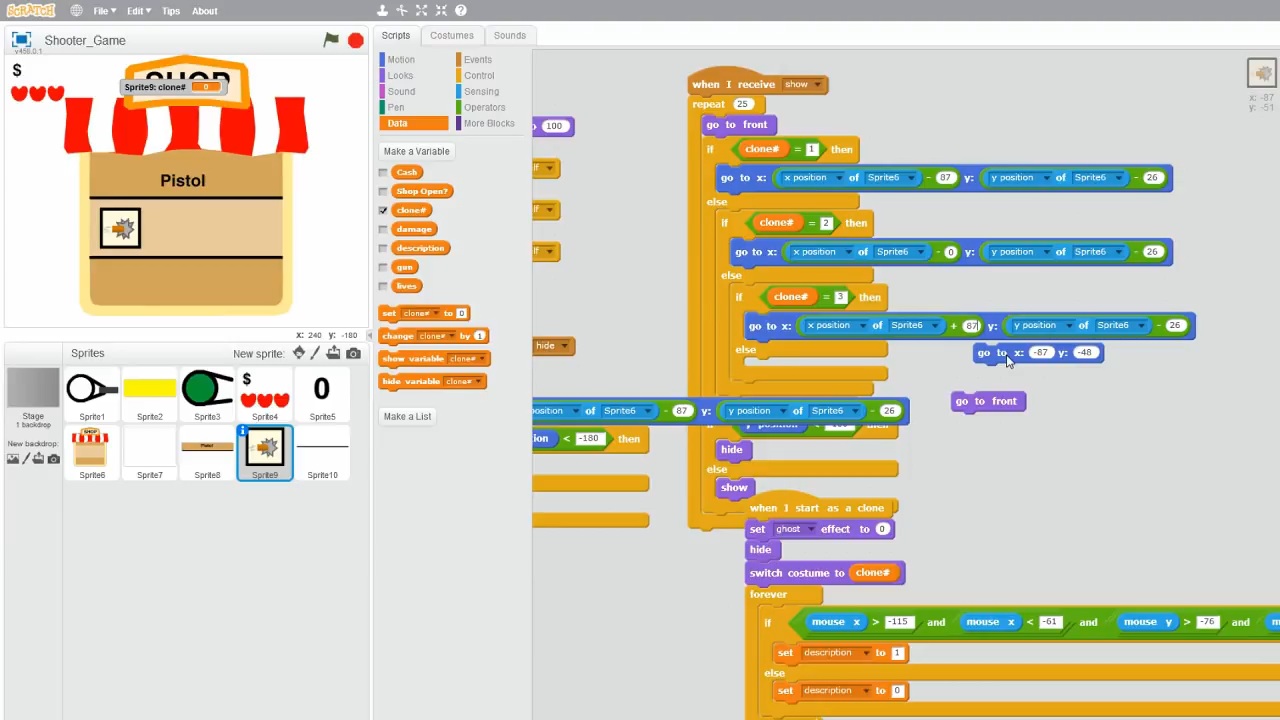 SCRATCH File Edit Tips About
Shooter_Game
v458.0.1
Scripts Costumes Sounds
Motion Events
Looks Control
Sound Sensing
Pen Operators
Data More Blocks
Make a Variable
Cash
Shop Open?
clone#
damage
description
gun
lives
set clone# to 0
change clone# by 1
show variable clone#
hide variable clone#
Make a List
$
SHOP
Sprite9: clone# 0
Pistol
x: 240 y: -180
Sprites New sprite:
Stage
1 backdrop
New backdrop:
Sprite1 Sprite2 Sprite3 Sprite4 Sprite5
Sprite6 Sprite7 Sprite8 Sprite9 Sprite10
$
0
SHOP
Pistol
x: -87
y: -51
100
hide
when I receive show
repeat 25
go to front
if clone# = 1 then
go to x: x position of Sprite6 - 87 y: y position of Sprite6 - 26
else
if clone# = 2 then
go to x: x position of Sprite6 - 0 y: y position of Sprite6 - 26
else
if clone# = 3 then
go to x: x position of Sprite6 + 87 y: y position of Sprite6 - 26
else
go to x: -87 y: -48
go to front
of Sprite6 - 87 y: y position of Sprite6 - 26
< -180 then
then
hide
else
show
when I start as a clone
set ghost effect to 0
hide
switch costume to clone#
forever
if mouse x > -115 and mouse x < -61 and mouse y > -76 and
set description to 1
else
set description to 0